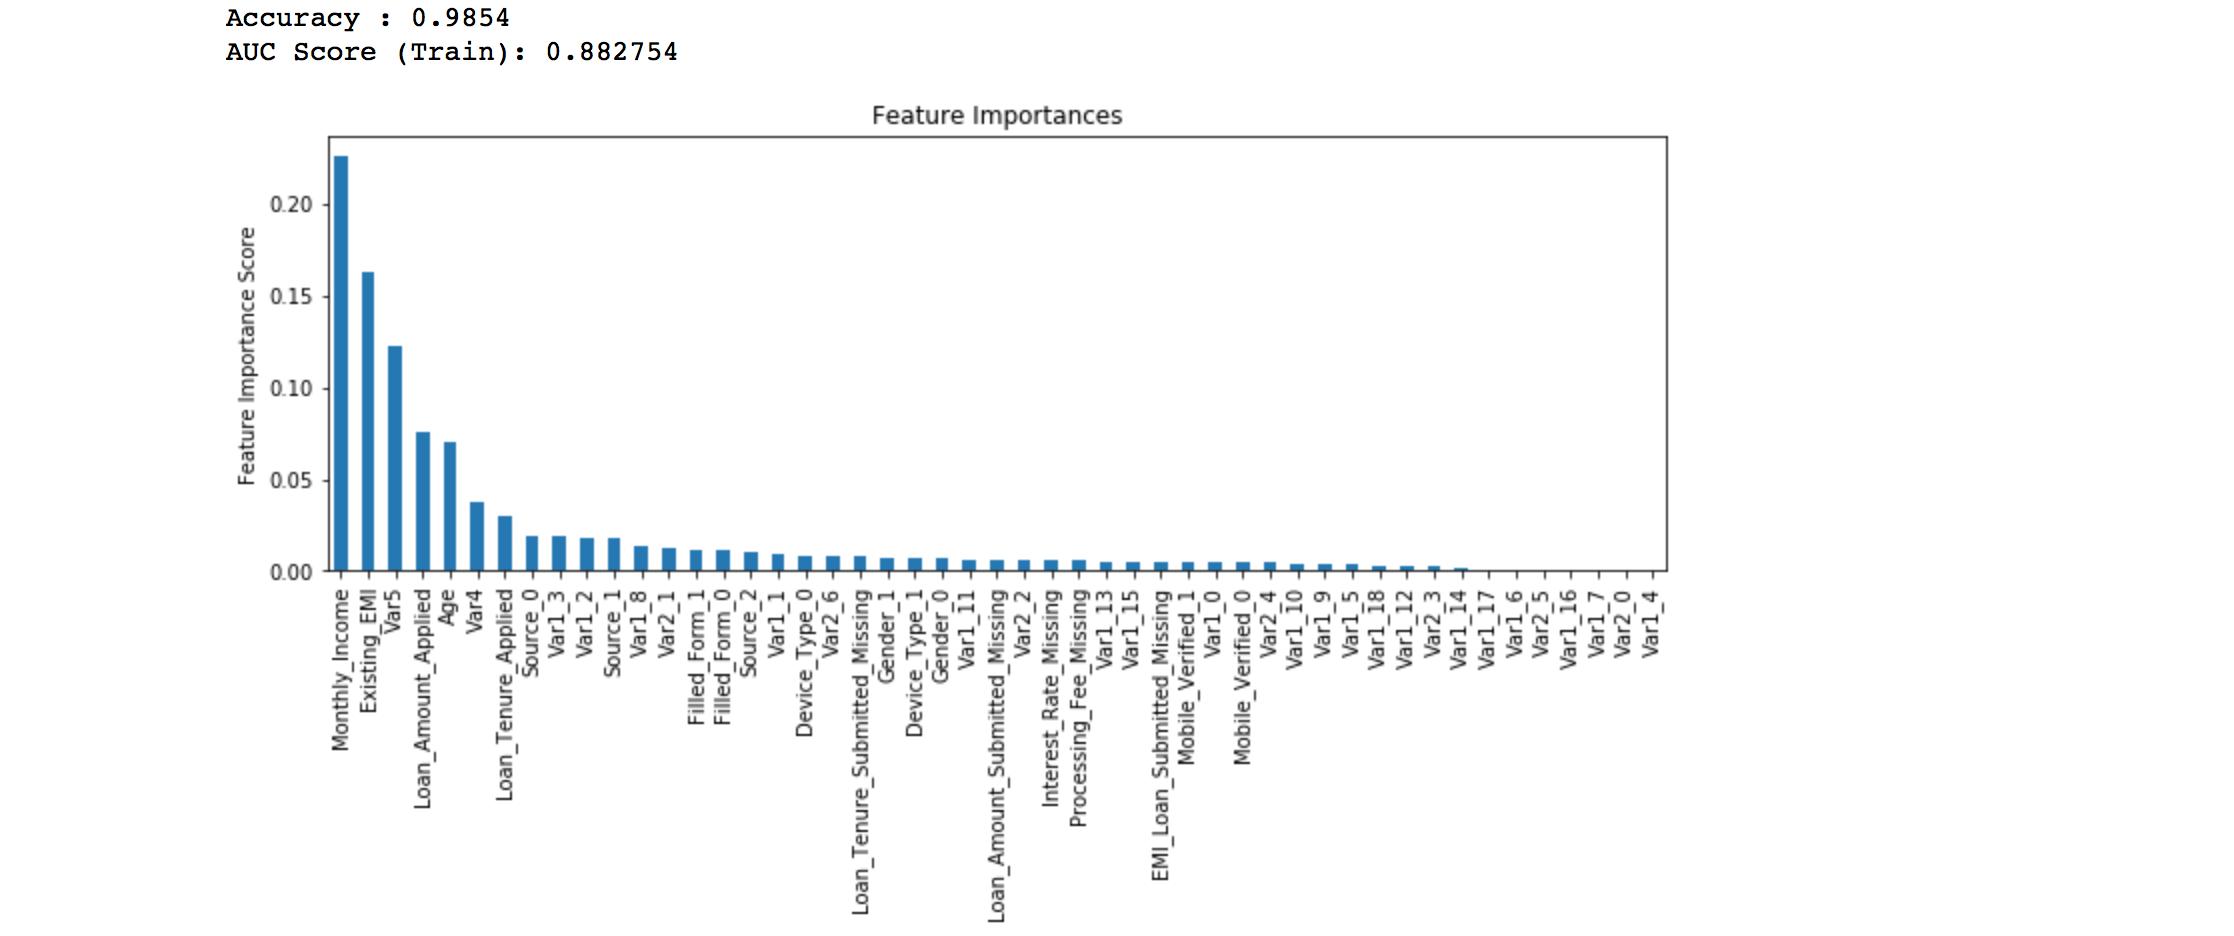 Accuracy : 0.9854
AUC Score (Train): 0.882754
Feature Importances
Feature Importance Score
0.20
0.15
0.10
0.05
0.00
Monthly_Income
Existing_EMI
Var5
Loan_Amount_Applied
Age
Var4
Loan_Tenure_Applied
Source_0
Var1_3
Var1_2
Source_1
Var1_8
Var2_1
Filled_Form_1
Filled_Form_0
Source_2
Var1_1
Device_Type_0
Var2_6
Loan_Tenure_Submitted_Missing
Gender_1
Device_Type_1
Gender_0
Var1_11
Loan_Amount_Submitted_Missing
Var2_2
Interest_Rate_Missing
Processing_Fee_Missing
Var1_13
Var1_15
EMI_Loan_Submitted_Missing
Mobile_Verified_1
Var1_0
Mobile_Verified_0
Var2_4
Var1_10
Var1_9
Var1_5
Var1_18
Var1_12
Var2_3
Var1_14
Var1_17
Var1_6
Var2_5
Var1_16
Var1_7
Var2_0
Var1_4